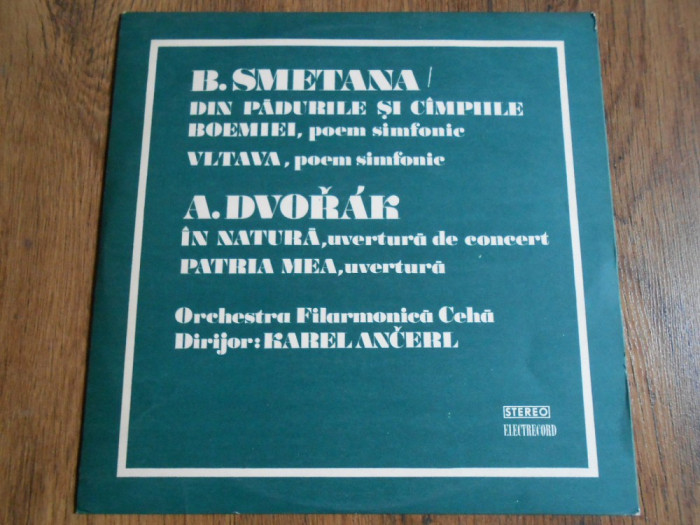 B. SMETANA /
DIN PĂDURILE ȘI CÎMPIILE
BOEMIEI, poem simfonic
VLTAVA, poem simfonic
A. DVOŘÁK
ÎN NATURĂ, uvertură de concert
PATRIA MEA, uvertură
Orchestra Filarmonică Cehă
Dirijor: KAREL ANČERL
STEREO
ELECTRECORD